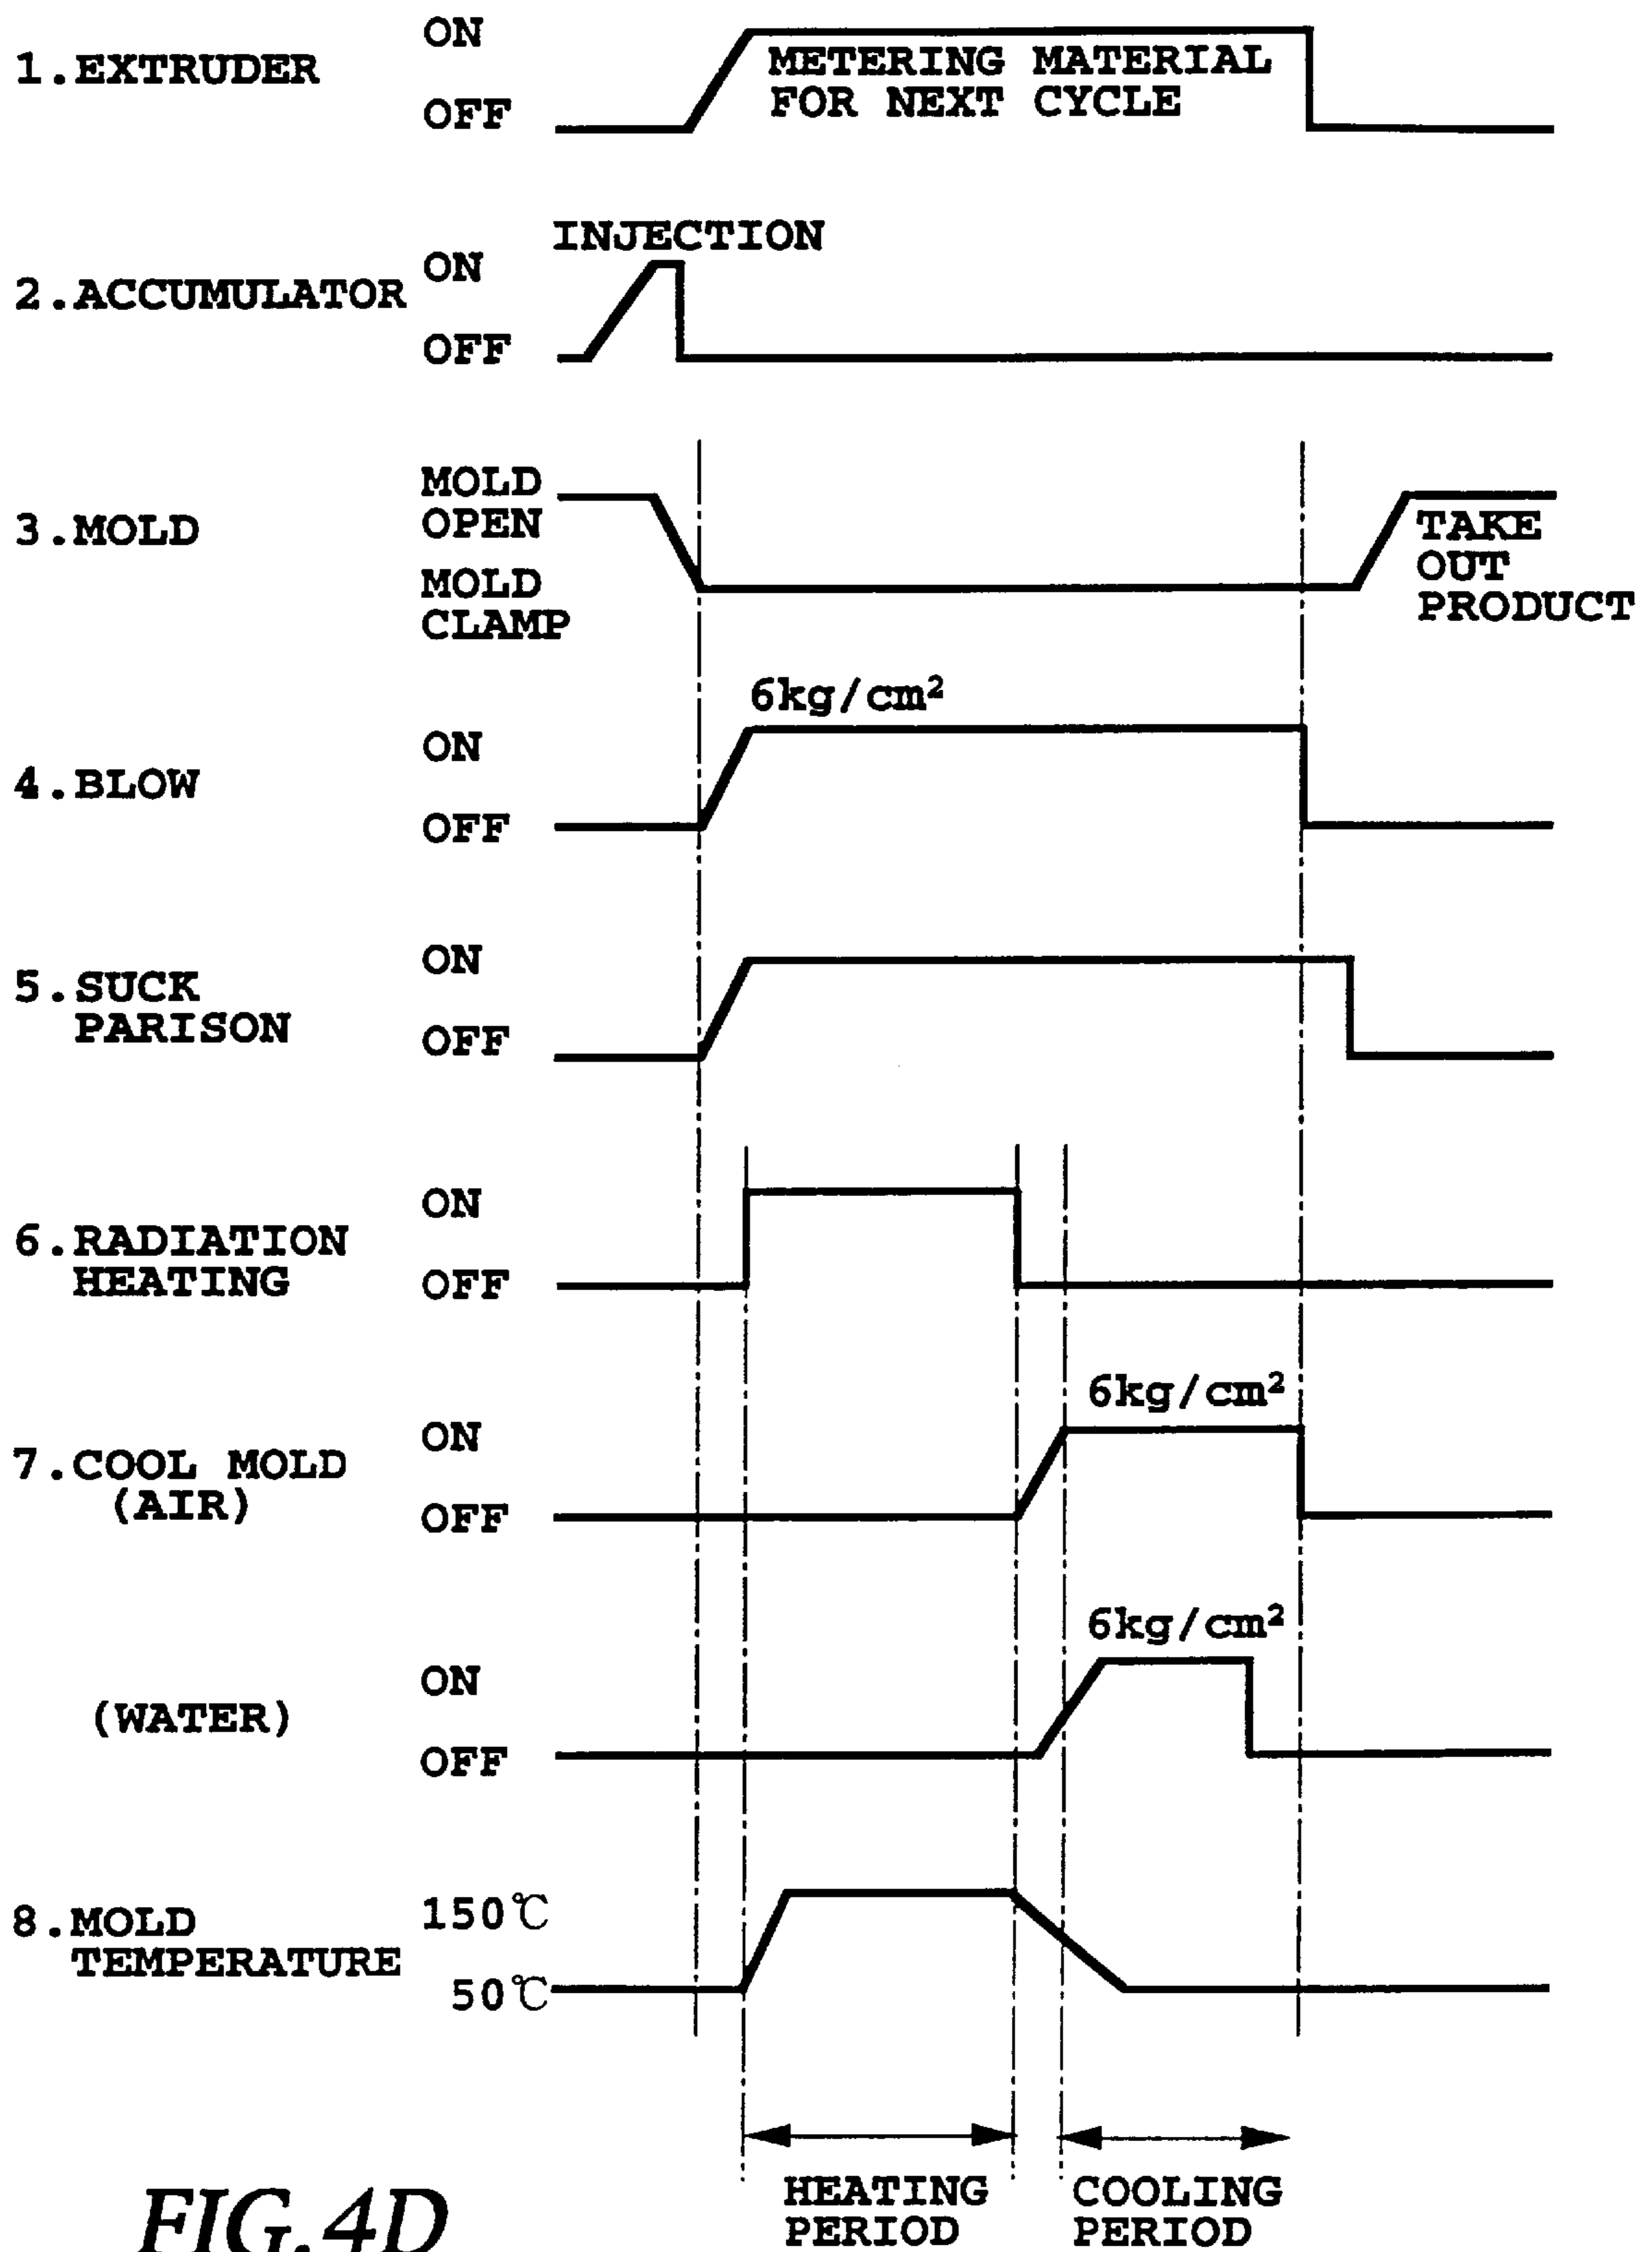 ON
1.EXTRUDER
METERING MATERIAL
FOR NEXT CYCLE
OFF
INJECTION
ON
2.ACCUMULATOR
OFF
MOLD
OPEN
3.MOLD
MOLD
CLAMP
TAKE
OUT
PRODUCT
6kg/cm²
ON
4.BLOW
OFF
ON
5.SUCK
PARISON
OFF
ON
6.RADIATION
HEATING
OFF
6kg/cm²
ON
7.COOL MOLD
(AIR)
OFF
6kg/cm²
ON
(WATER)
OFF
150℃
8.MOLD
TEMPERATURE
50℃
HEATING
PERIOD
COOLING
PERIOD
FIG.4D